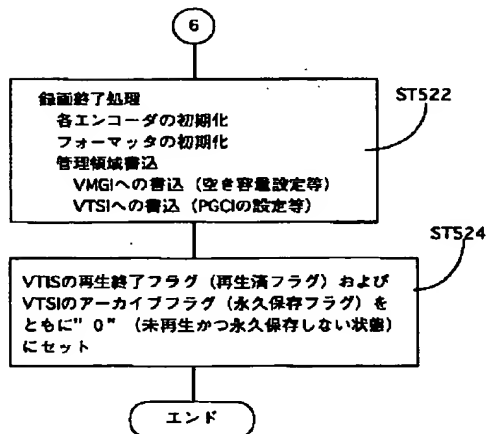 6
録画終了処理
各エンコーダの初期化
フォーマッタの初期化
管理領域書込
VMGIへの書込（空き容量設定等）
VTSIへの書込（PGCIの設定等）
ST522
ST524
VTISの再生終了フラグ（再生済フラグ）および
VTSIのアーカイブフラグ（永久保存フラグ）を
ともに"０"（未再生かつ永久保存しない状態）
にセット
エンド